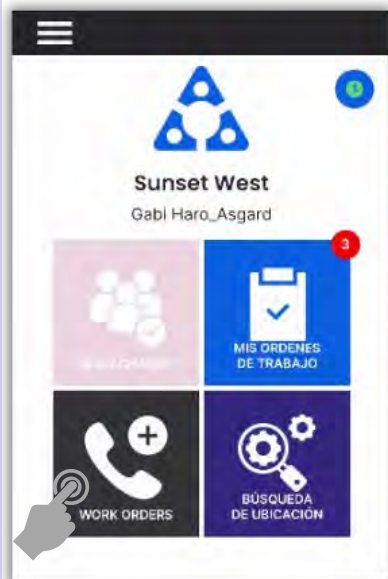 Sunset West
Gabi Haro_Asgard
3
MIS ORDENES
DE TRABAJO
WORK ORDERS
BÚSQUEDA
DE UBICACIÓN